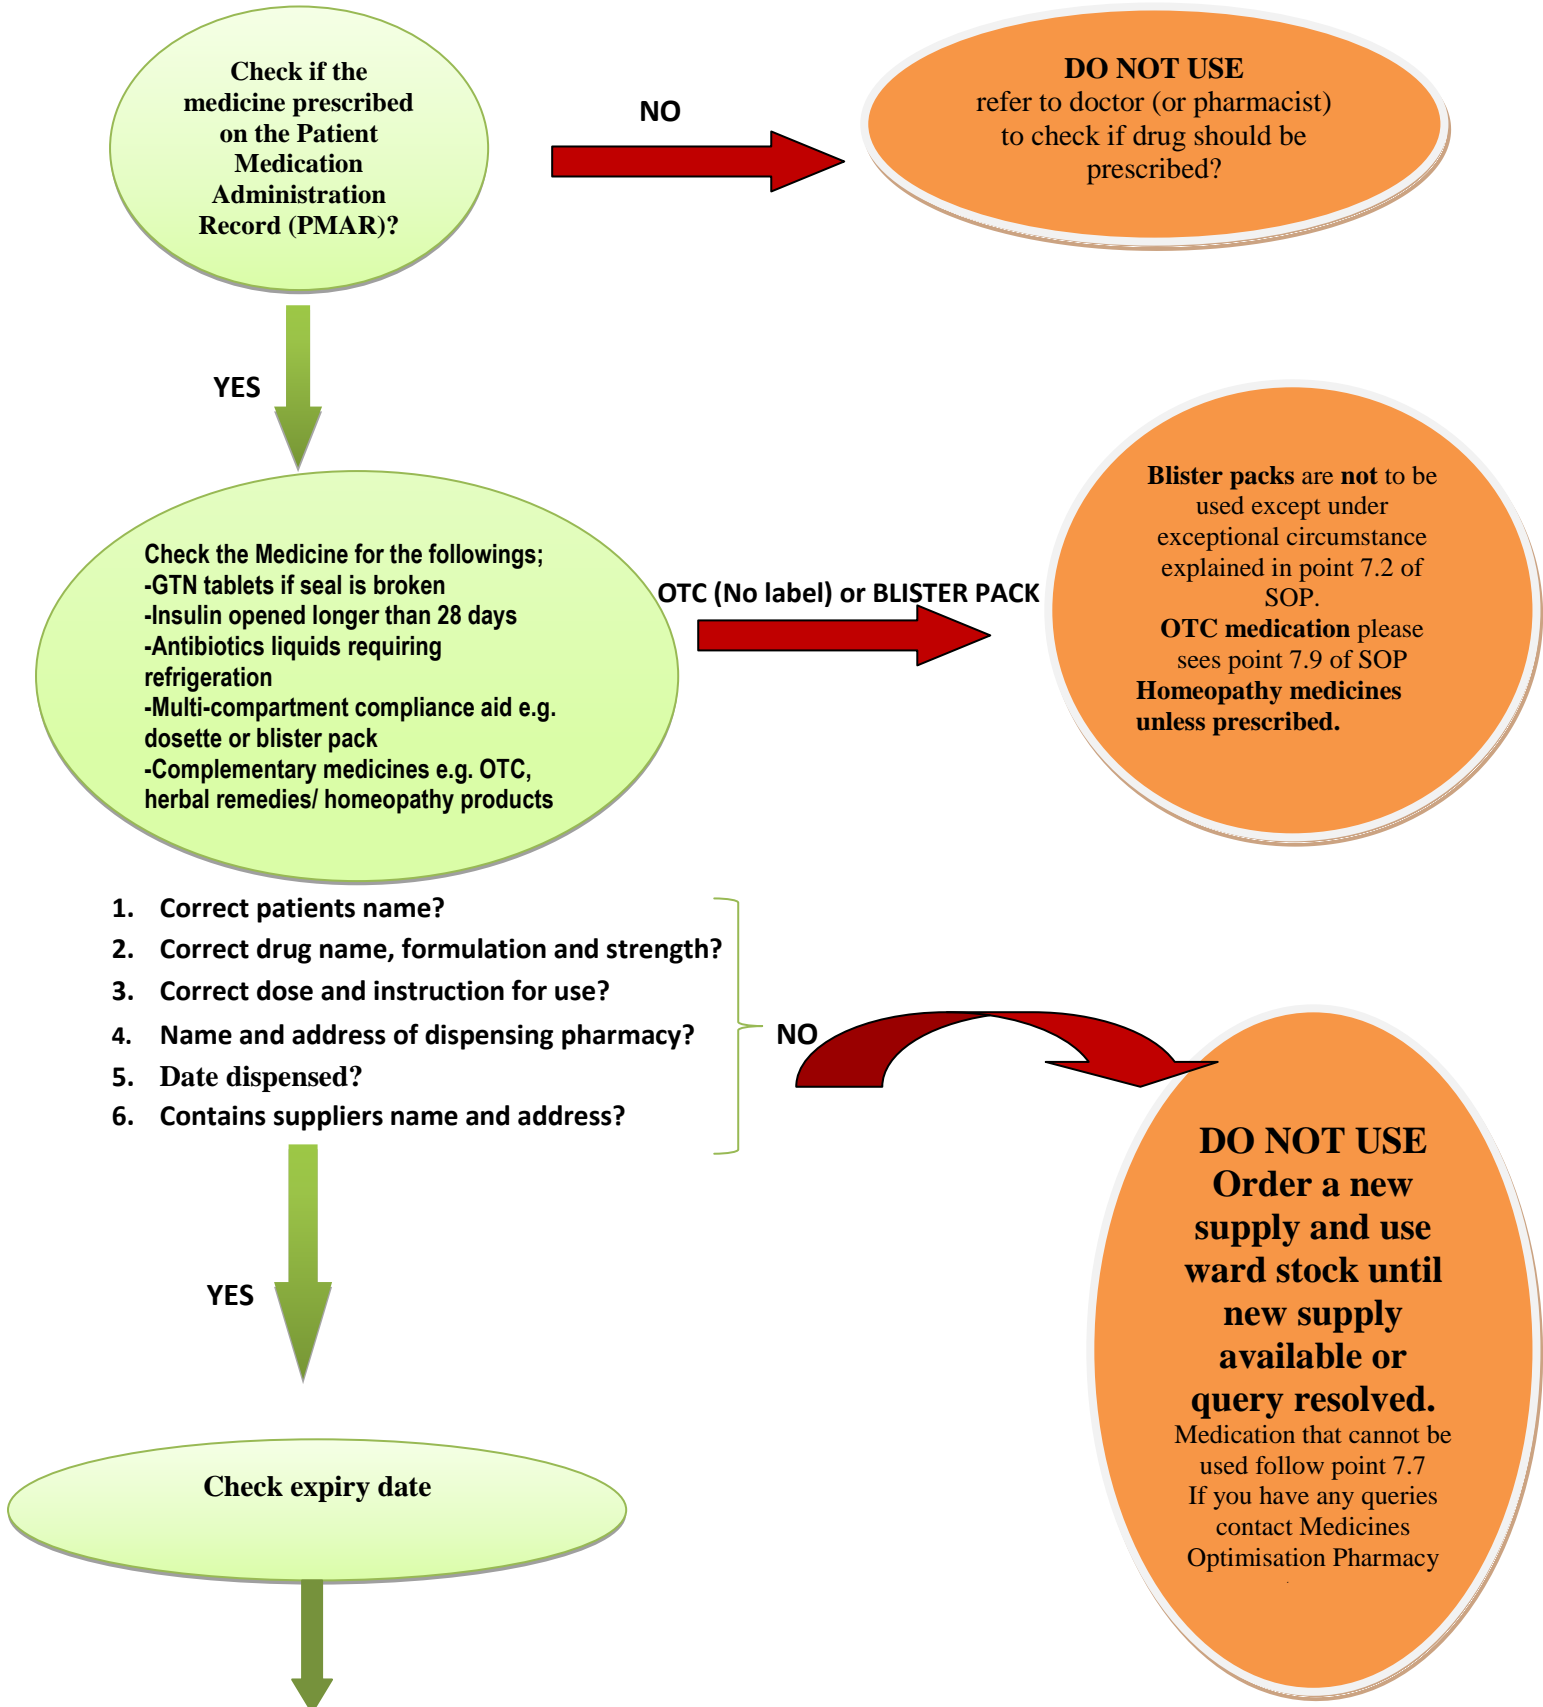 Check if the
medicine prescribed
on the Patient
Medication
Administration
Record (PMAR)?
NO
DO NOT USE
refer to doctor (or pharmacist)
to check if drug should be
prescribed?
YES
Check the Medicine for the followings;
-GTN tablets if seal is broken
-Insulin opened longer than 28 days
-Antibiotics liquids requiring
refrigeration
-Multi-compartment compliance aid e.g.
dosette or blister pack
-Complementary medicines e.g. OTC,
herbal remedies/ homeopathy products
OTC (No label) or BLISTER PACK
Blister packs are not to be
used except under
exceptional circumstance
explained in point 7.2 of
SOP.
OTC medication please
sees point 7.9 of SOP
Homeopathy medicines
unless prescribed.
1. Correct patients name?
2. Correct drug name, formulation and strength?
3. Correct dose and instruction for use?
4. Name and address of dispensing pharmacy?
5. Date dispensed?
6. Contains suppliers name and address?
NO
DO NOT USE
Order a new
supply and use
ward stock until
new supply
available or
query resolved.
Medication that cannot be
used follow point 7.7
If you have any queries
contact Medicines
Optimisation Pharmacy
YES
Check expiry date